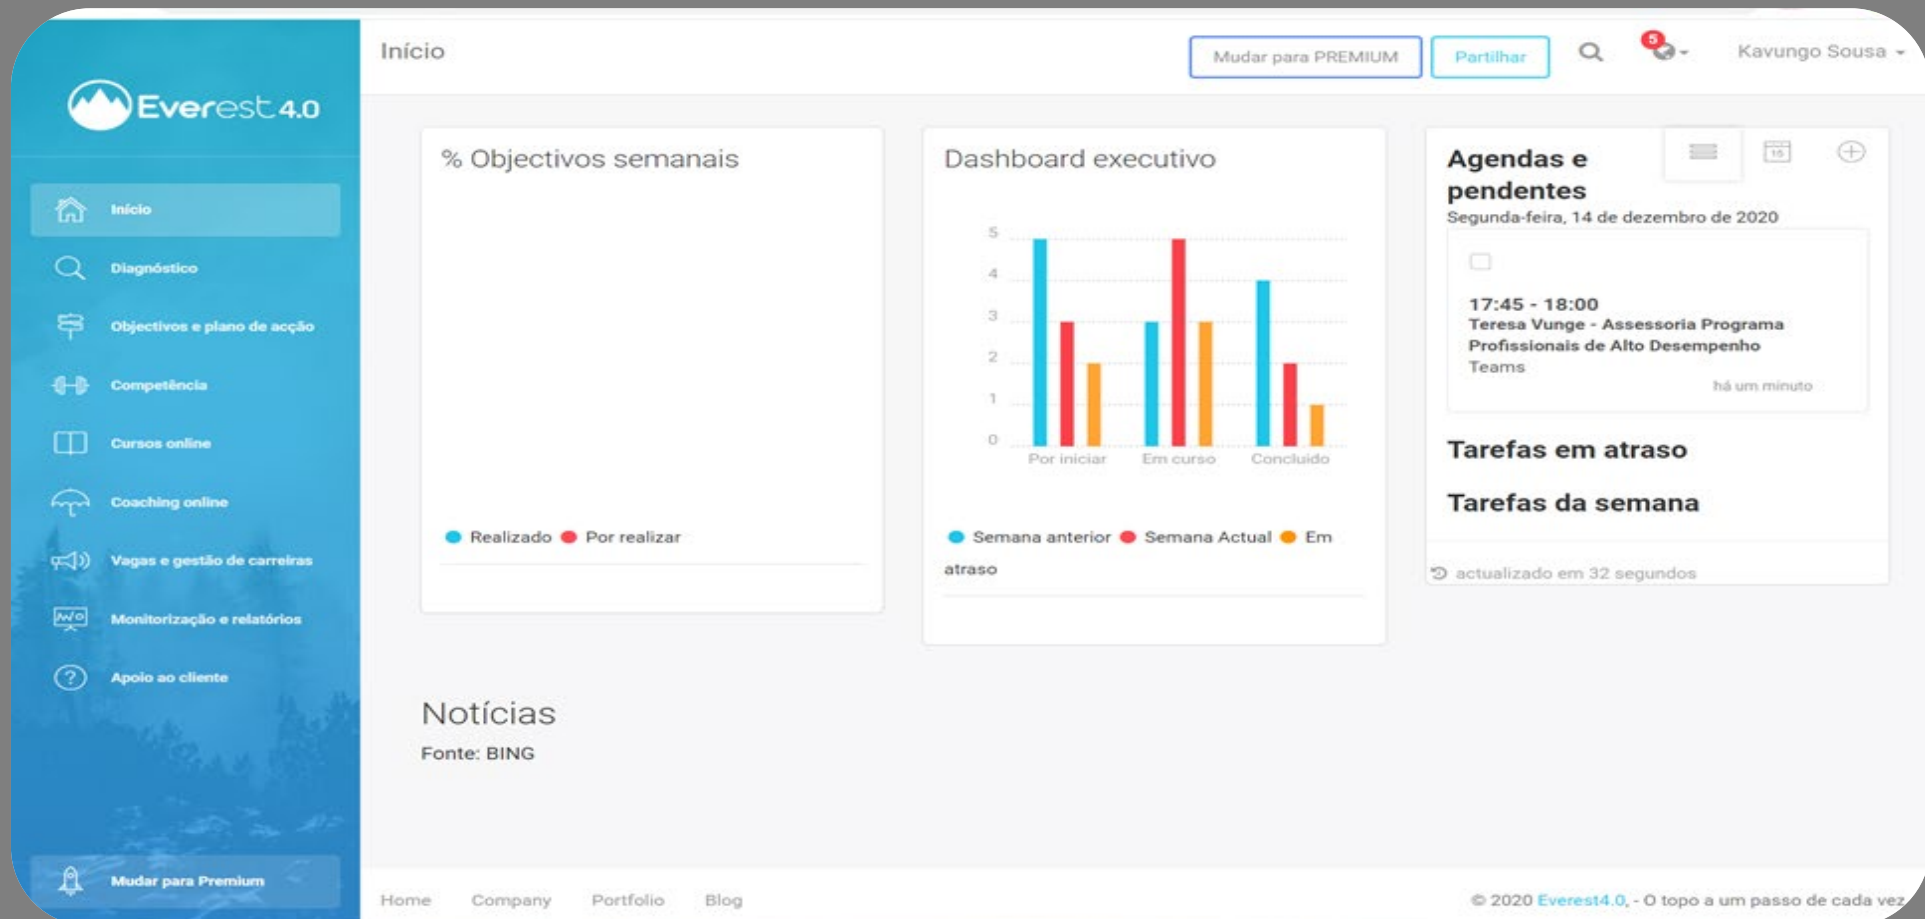 Everest 4.0
Início
Diagnóstico
Objectivos e plano de acção
Competência
Cursos online
Coaching online
Vagas e gestão de carreiras
Monitorização e relatórios
Apoio ao cliente
Mudar para Premium
Início
Mudar para PREMIUM
Partilhar
5
Kavungo Sousa
% Objectivos semanais
Realizado Por realizar
Dashboard executivo
5
4
3
2
1
0
Por iniciar Em curso Concluido
Semana anterior Semana Actual Em
atraso
Agendas e
pendentes
15
Segunda-feira, 14 de dezembro de 2020
17:45 - 18:00
Teresa Vunge - Assessoria Programa
Profissionais de Alto Desempenho
Teams
há um minuto
Tarefas em atraso
Tarefas da semana
actualizado em 32 segundos
Notícias
Fonte: BING
Home Company Portfolio Blog
© 2020 Everest4.0, - O topo a um passo de cada vez